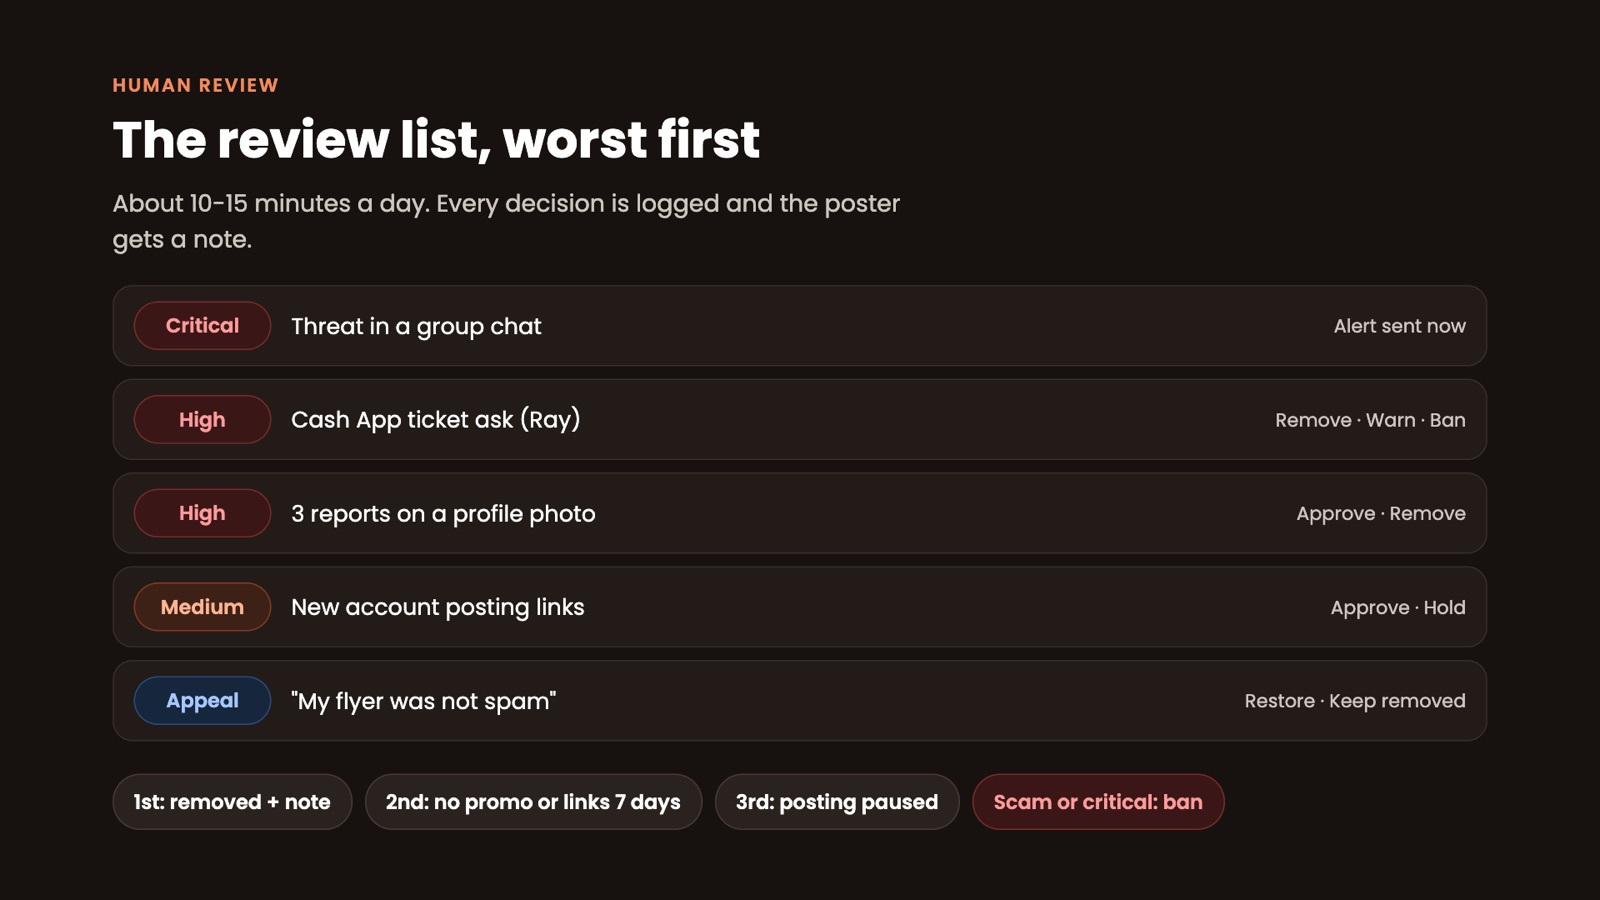 HUMAN REVIEW
The review list, worst first
About 10-15 minutes a day. Every decision is logged and the poster
gets a note.
Critical Threat in a group chat Alert sent now
High Cash App ticket ask (Ray) Remove · Warn · Ban
High 3 reports on a profile photo Approve · Remove
Medium New account posting links Approve · Hold
Appeal "My flyer was not spam" Restore · Keep removed
1st: removed + note 2nd: no promo or links 7 days 3rd: posting paused Scam or critical: ban